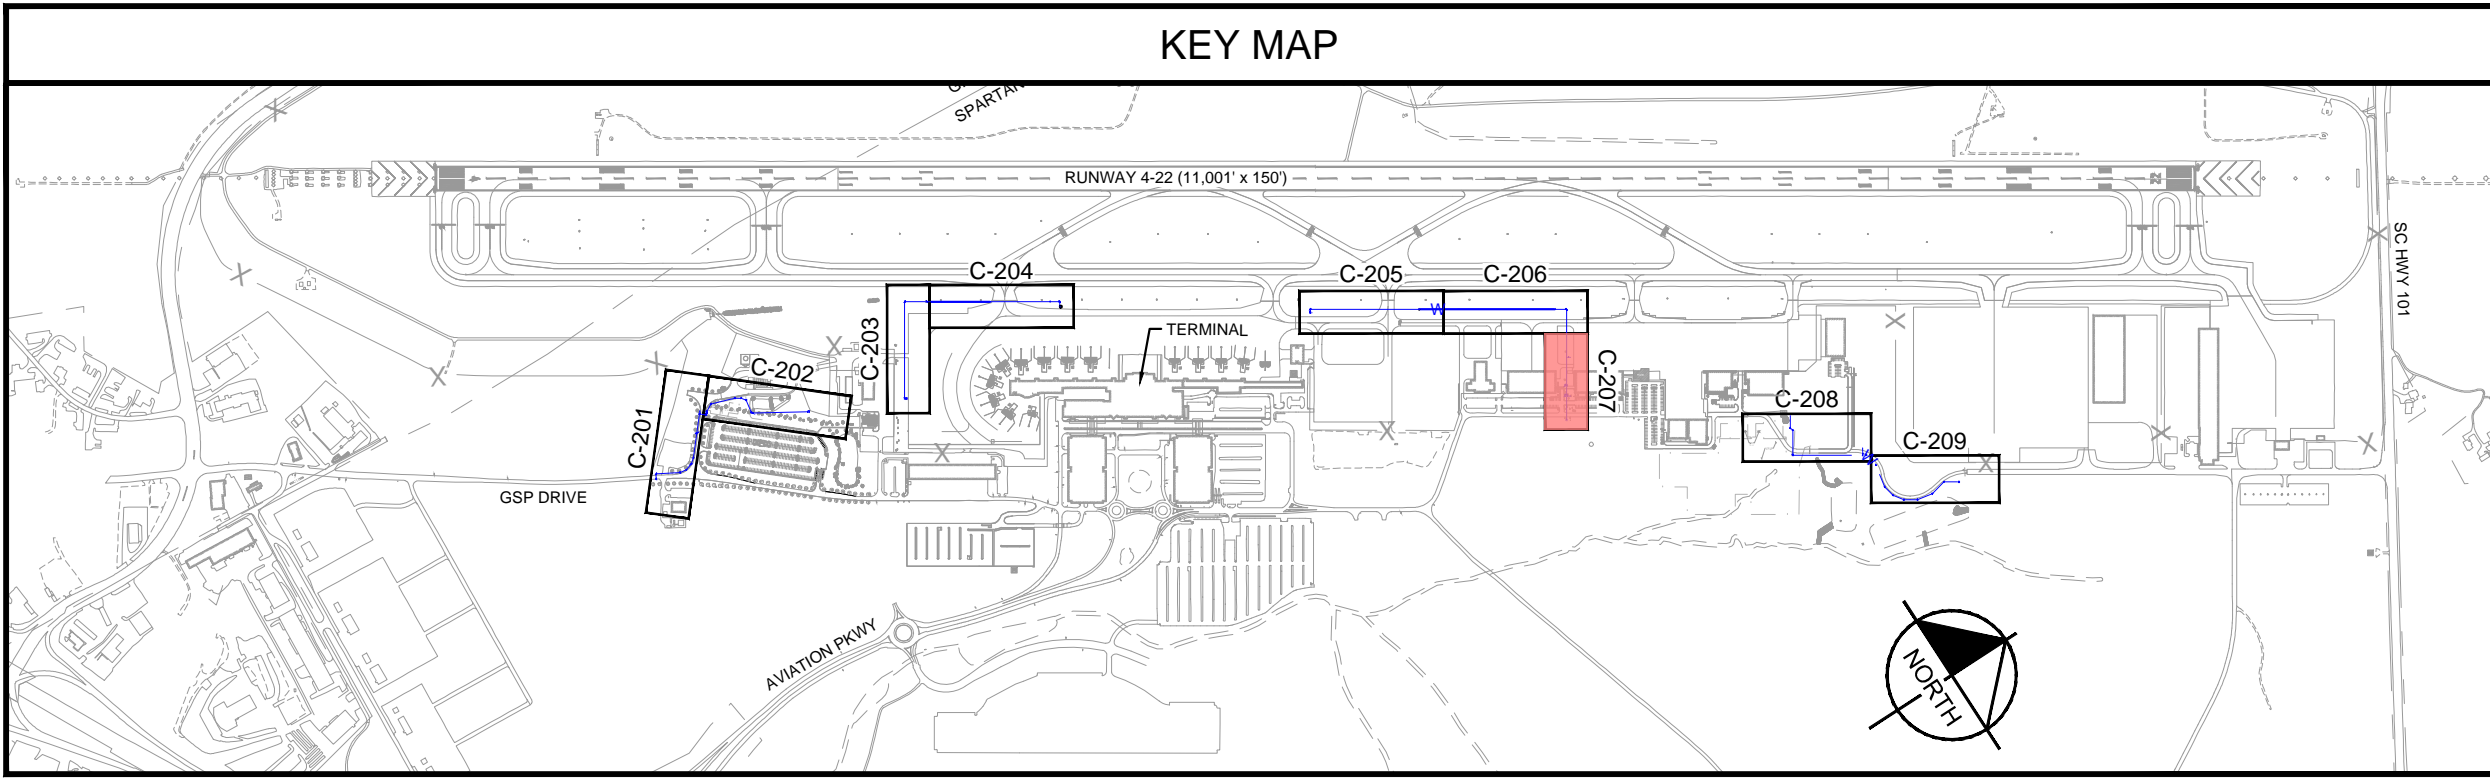 KEY MAP
SPARTAN
RUNWAY 4-22 (11,001' x 150')
22
SC HWY 101
C-204
C-205
C-206
W
TERMINAL
C-203
C-207
C-202
C-208
C-201
C-209
GSP DRIVE
AVIATION PKWY
NORTH